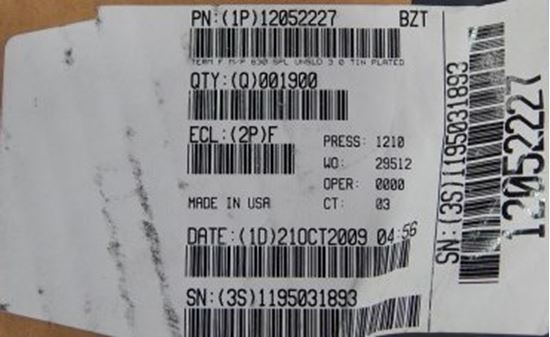 PN:(1P)12052227 BZT
TERM F M/P 630 SPL UNSLD 3 0 TIN PLATED
QTY:(Q)001900
ECL:(2P)F
PRESS: 1210
WO: 29512
OPER: 0000
MADE IN USA CT: 03
DATE:(1D)21OCT2009 04:56
SN:(3S)1195031893
SN:(3S)1195031893
12052227